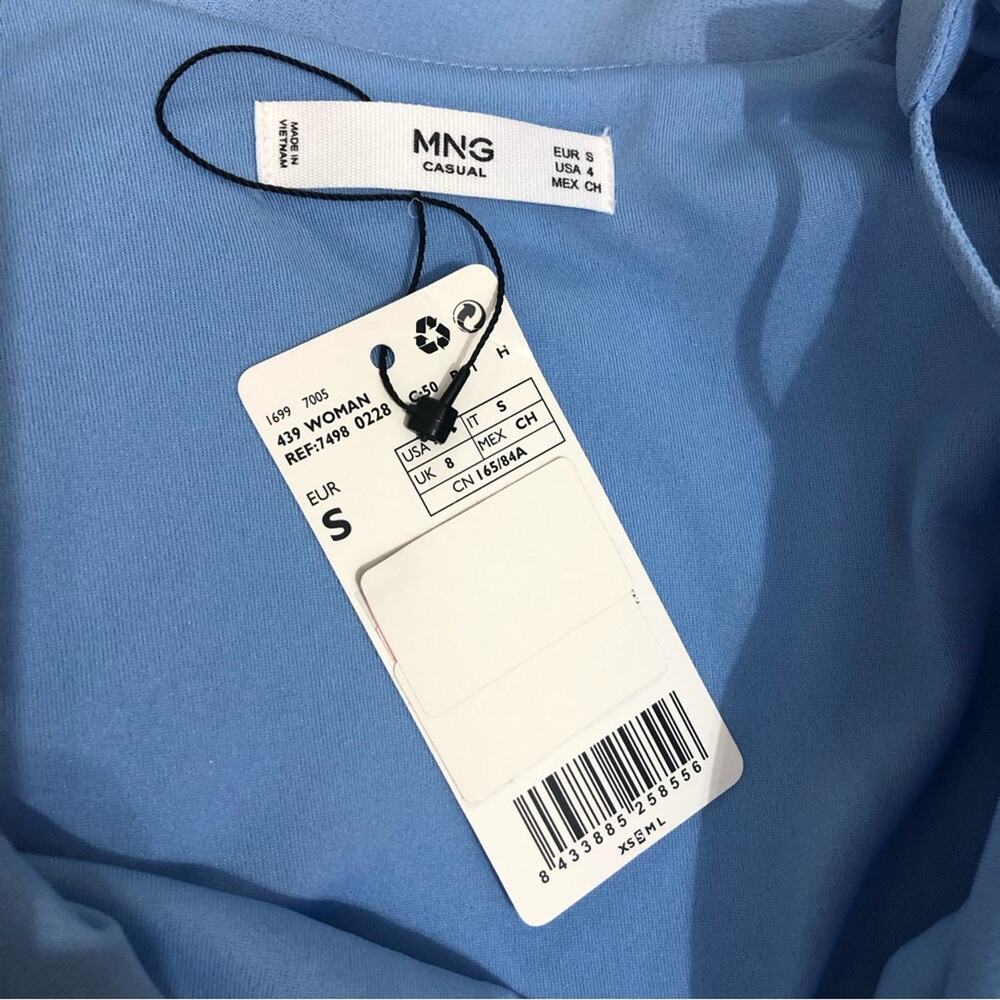 MADE IN
VIETNAM
MNG
CASUAL
EUR S
USA 4
MEX CH
1699 7005
439 WOMAN
REF:7498 0228
C:50
H
EUR
S
USA
IT S
UK 8
MEX CH
CN 165/84A
8 433885 258556
XS S M L